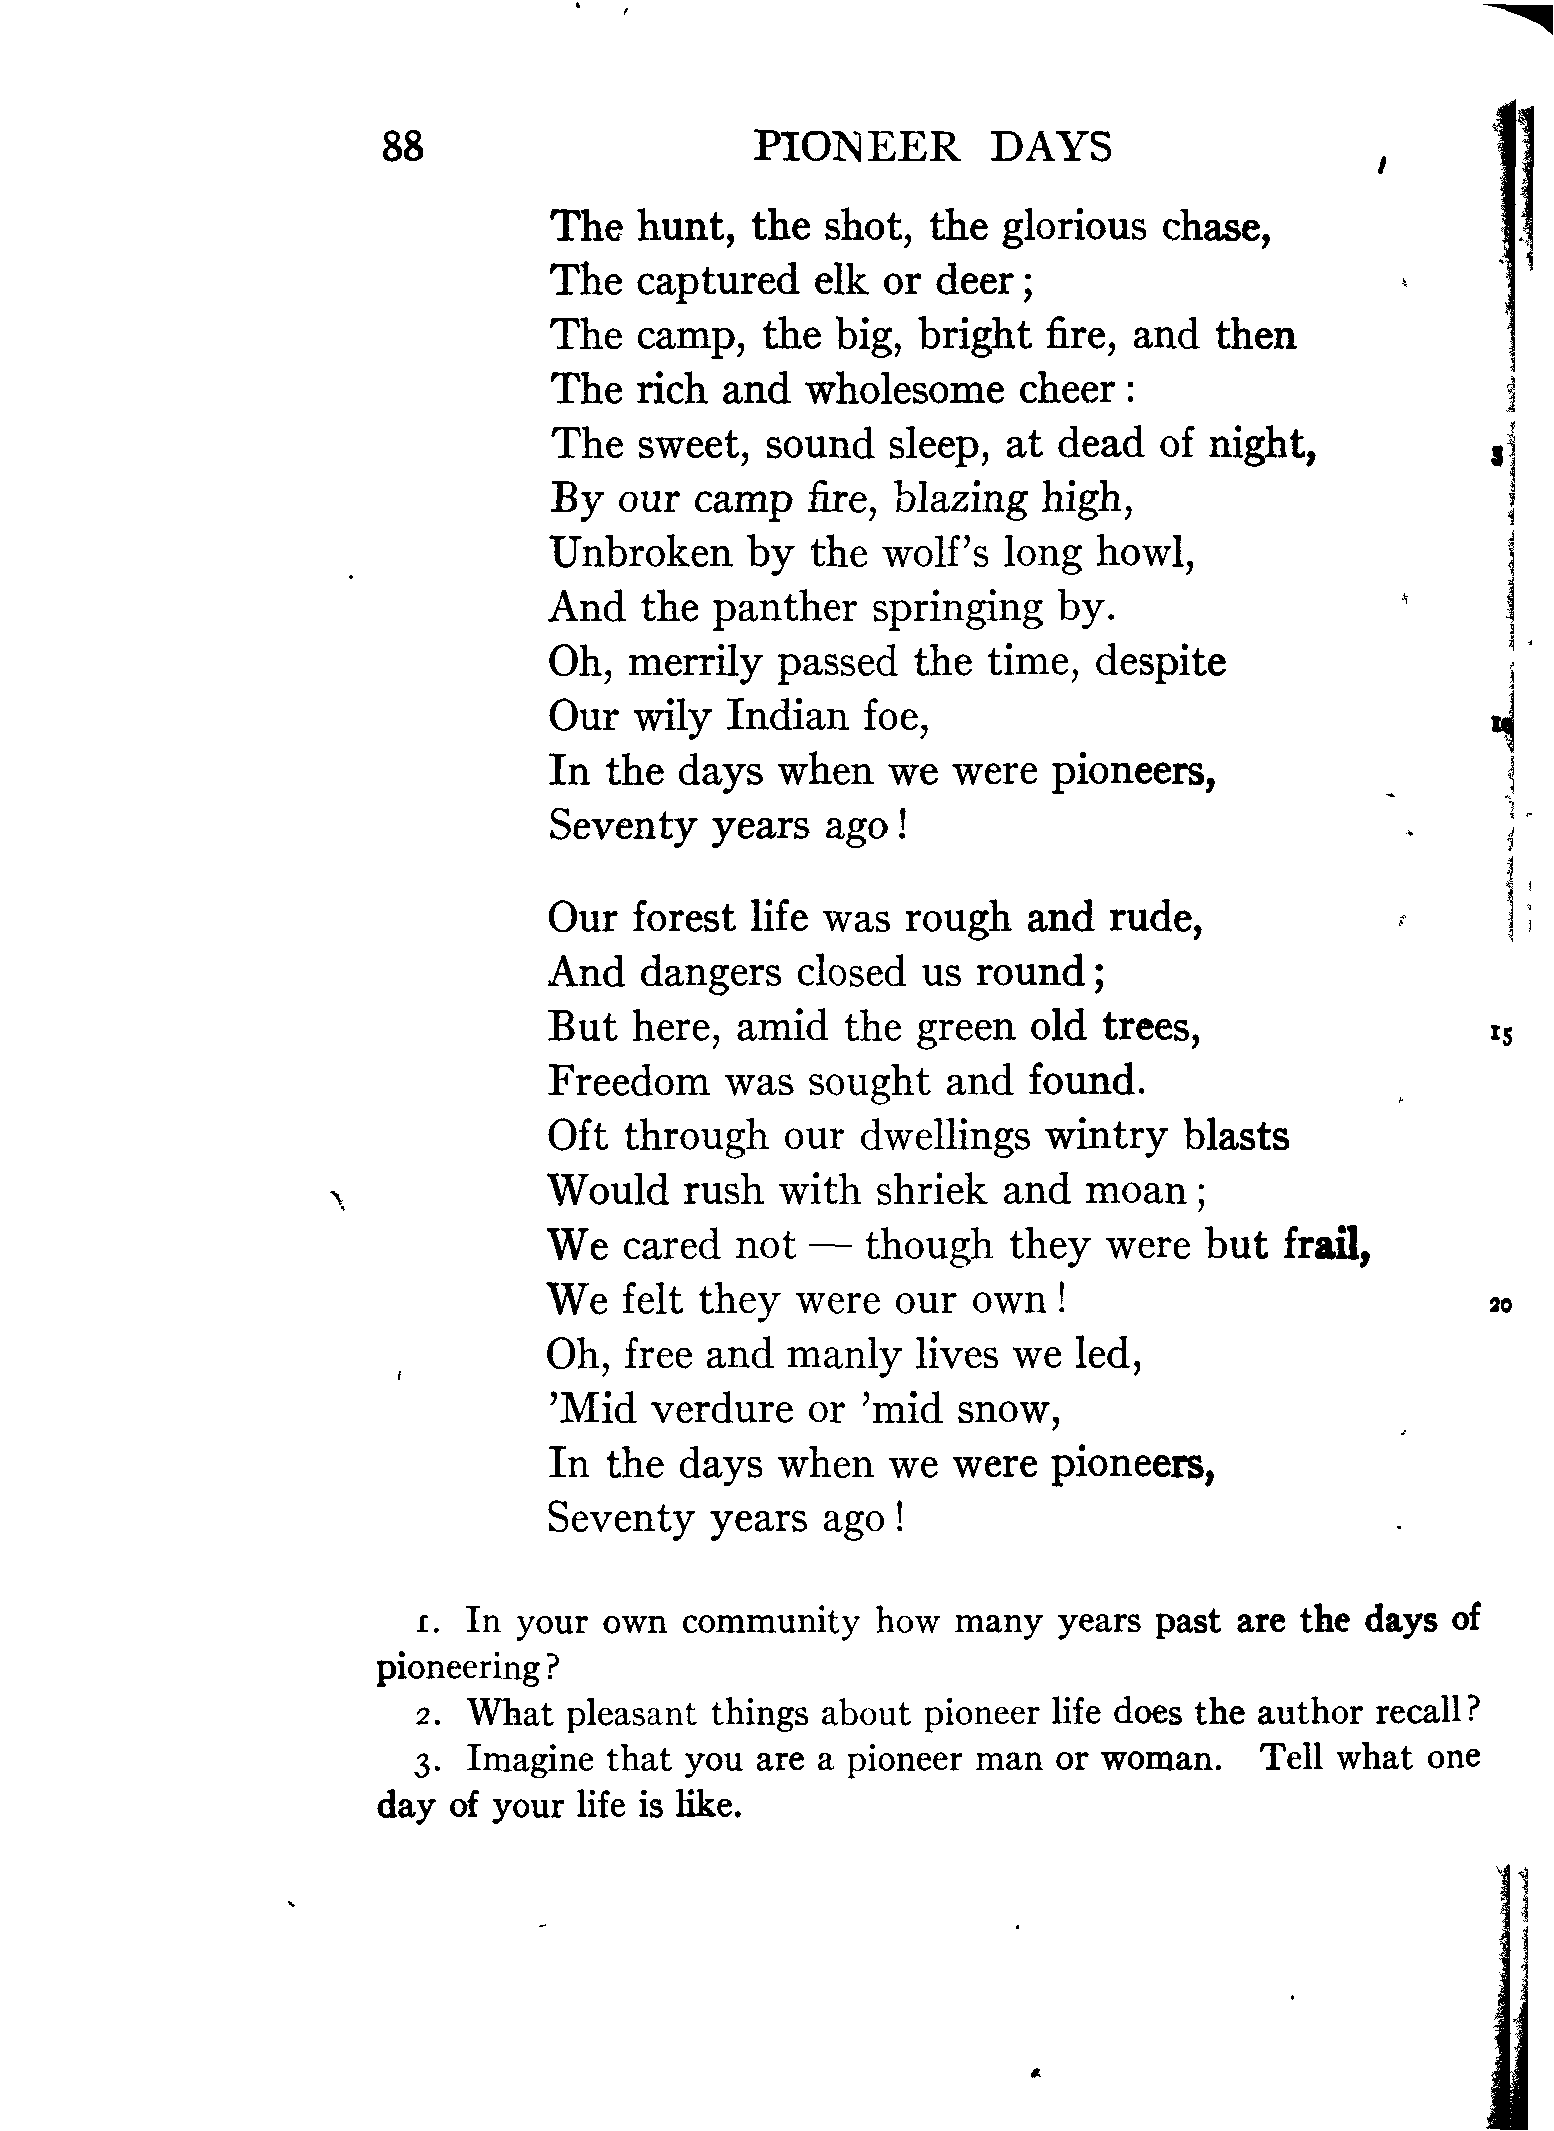 88 PIONEER DAYS
The hunt, the shot, the glorious chase,
The captured elk or deer;
The camp, the big, bright fire, and then
The rich and wholesome cheer:
The sweet, sound sleep, at dead of night, 5
By our camp fire, blazing high,
Unbroken by the wolf's long howl,
And the panther springing by.
Oh, merrily passed the time, despite
Our wily Indian foe, 10
In the days when we were pioneers,
Seventy years ago!
Our forest life was rough and rude,
And dangers closed us round;
But here, amid the green old trees, 15
Freedom was sought and found.
Oft through our dwellings wintry blasts
Would rush with shriek and moan;
We cared not — though they were but frail,
We felt they were our own! 20
Oh, free and manly lives we led,
'Mid verdure or 'mid snow,
In the days when we were pioneers,
Seventy years ago!
1. In your own community how many years past are the days of
pioneering?
2. What pleasant things about pioneer life does the author recall?
3. Imagine that you are a pioneer man or woman. Tell what one
day of your life is like.